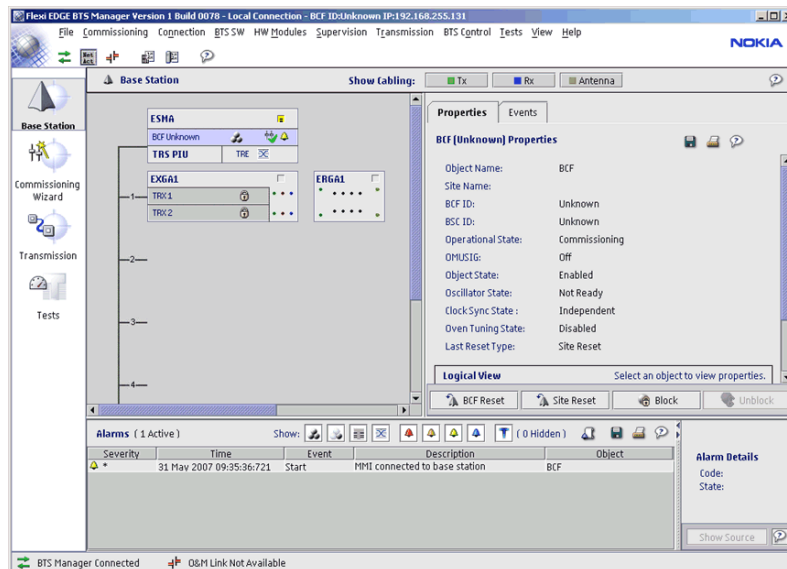 Flexi EDGE BTS Manager Version 1 Build 0078 - Local Connection - BCF ID:Unknown IP:192.168.255.131
File Commissioning Connection BTS SW HW Modules Supervision Transmission BTS Control Tests View Help
NOKIA
Not Act
Base Station Show Cabling: Tx Rx Antenna
Base Station
Commissioning
Wizard
Transmission
Tests
ESMA
BCF Unknown
TRS PIU TRE
EXGA1 ERGA1
TRX 1
TRX 2
1
2
3
4
Properties Events
BCF (Unknown) Properties
Object Name: BCF
Site Name:
BCF ID: Unknown
BSC ID: Unknown
Operational State: Commissioning
OMUSIG: Off
Object State: Enabled
Oscillator State: Not Ready
Clock Sync State : Independent
Oven Tuning State: Disabled
Last Reset Type: Site Reset
Logical View Select an object to view properties.
BCF Reset Site Reset Block Unblock
Alarms ( 1 Active ) Show: ( 0 Hidden )
Severity Time Event Description Object
* 31 May 2007 09:35:36:721 Start MMI connected to base station BCF
Alarm Details
Code:
State:
Show Source
BTS Manager Connected O&M Link Not Available